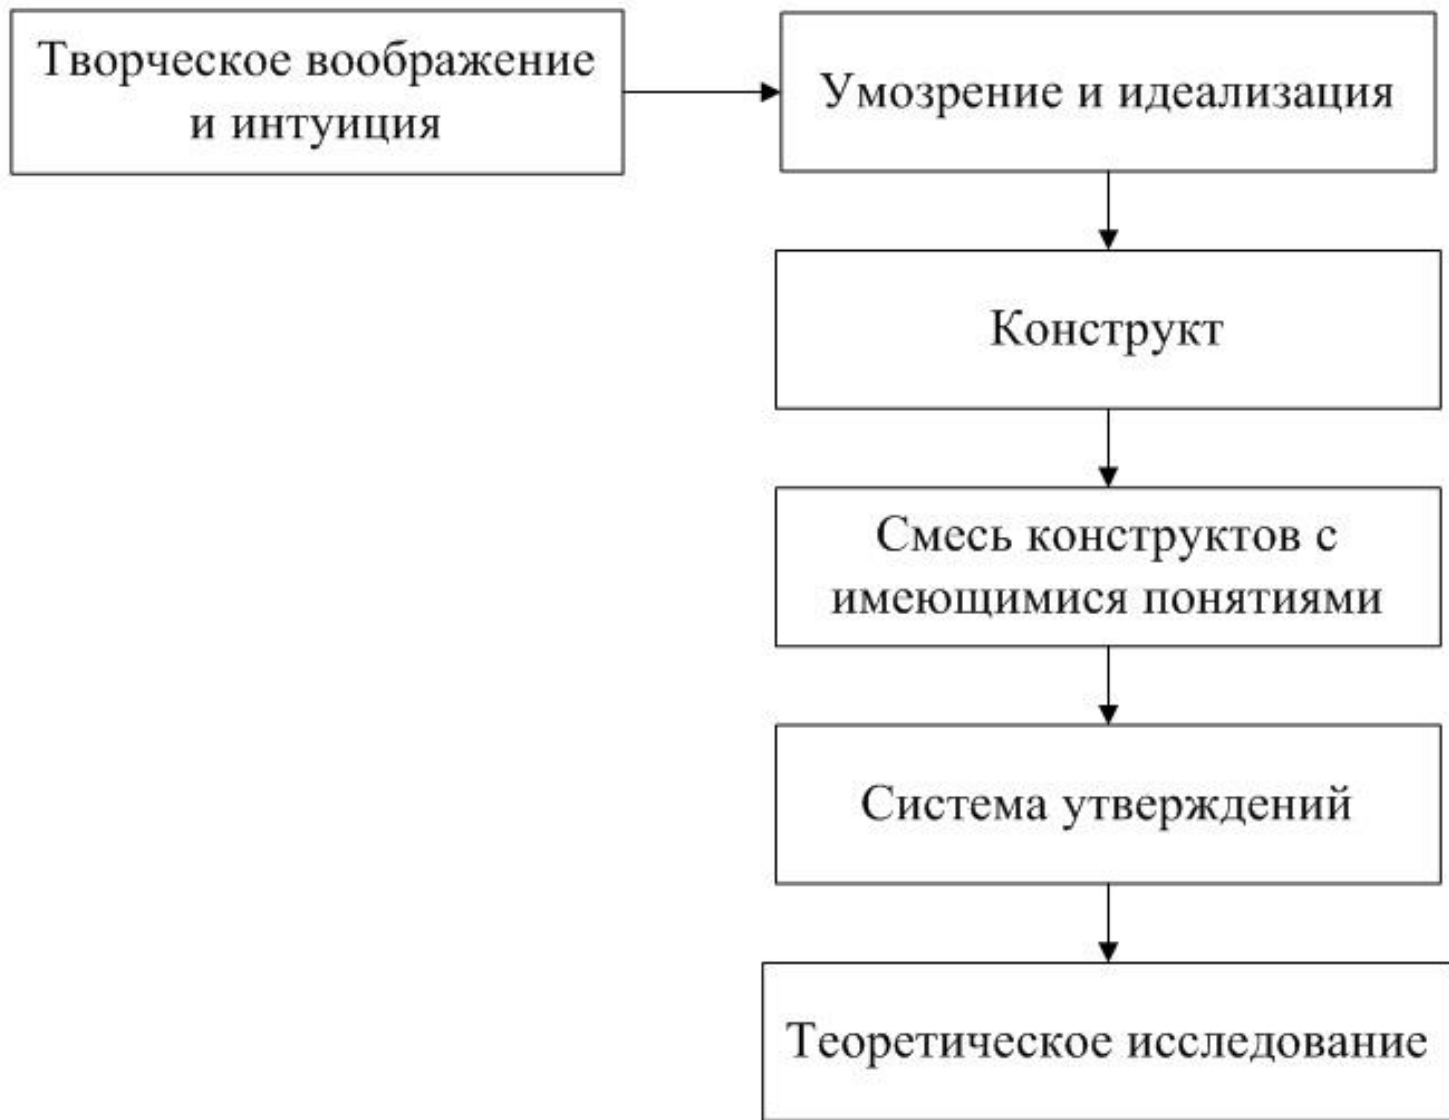 Творческое воображение
и интуиция
Умозрение и идеализация
Конструкт
Смесь конструктов с
имеющимися понятиями
Система утверждений
Теоретическое исследование